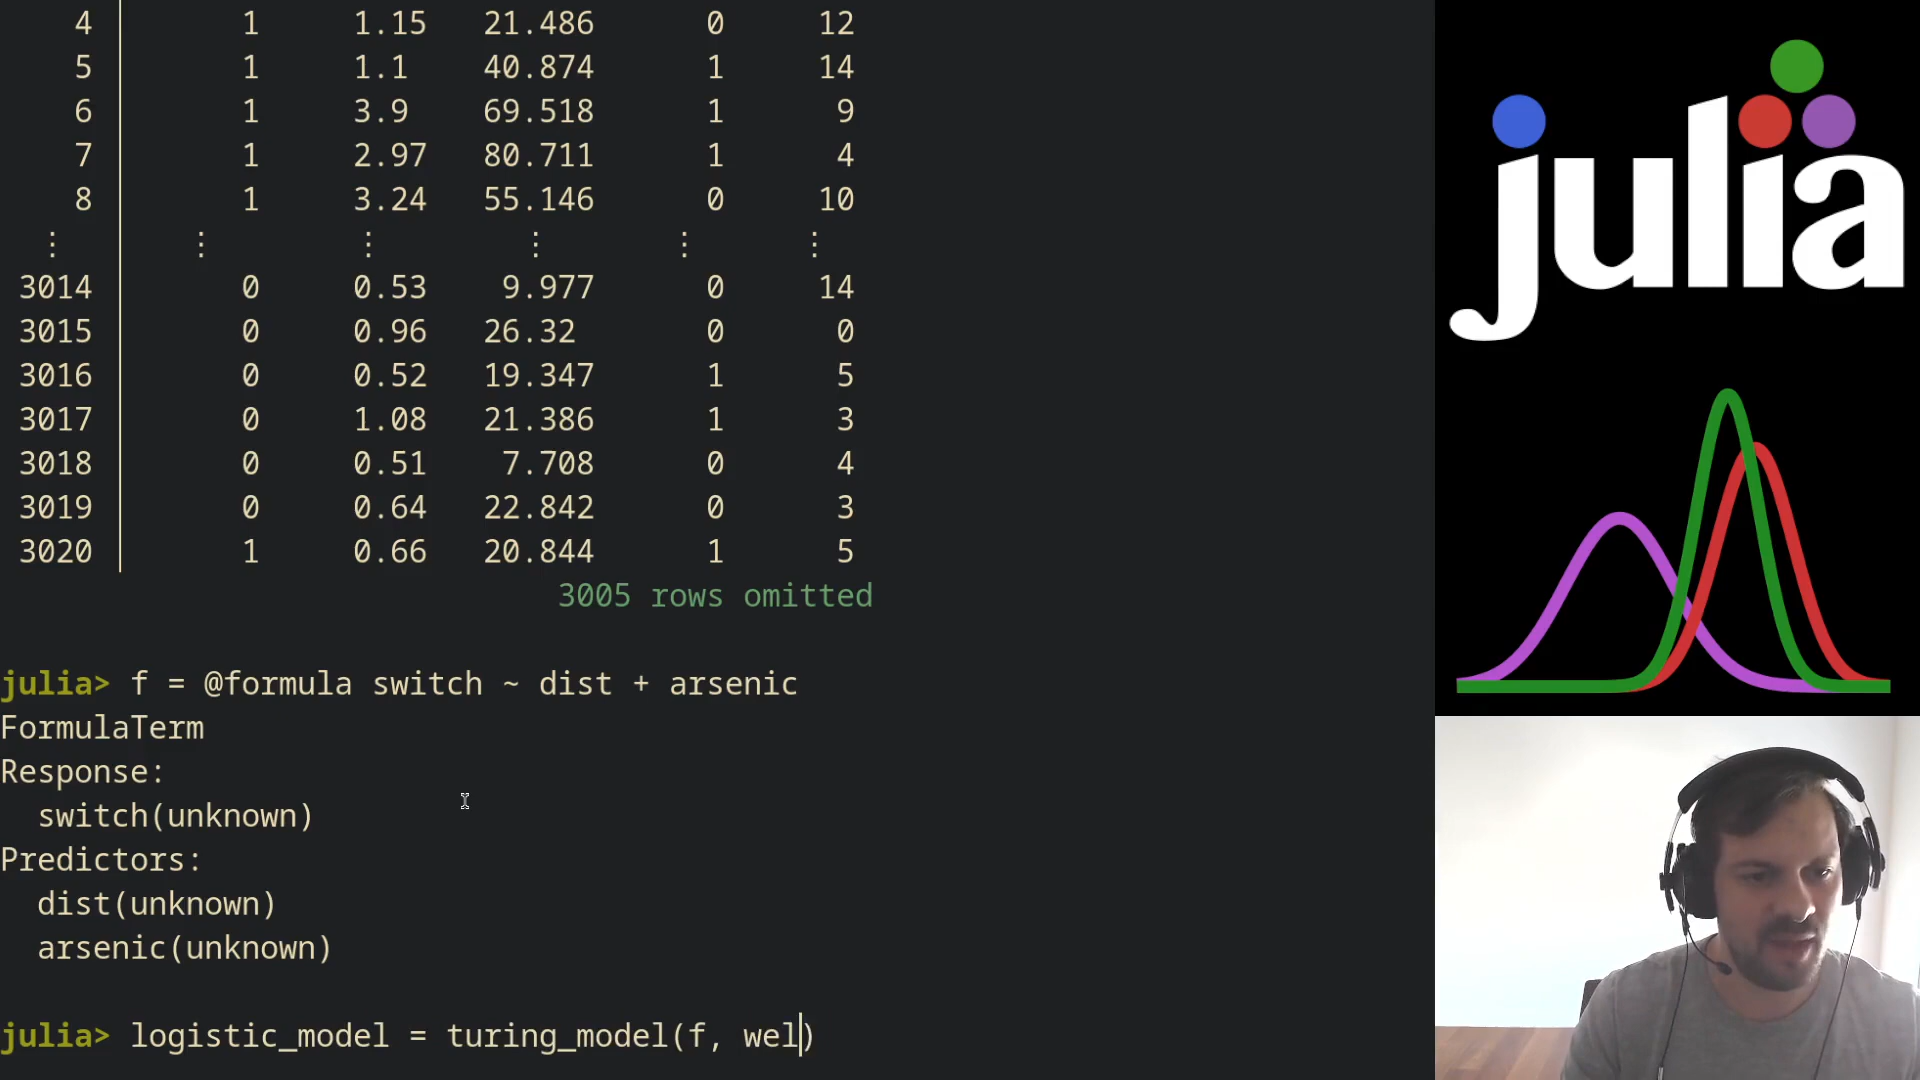 4 1 1.15 21.486 0 12
5 1 1.1 40.874 1 14
6 1 3.9 69.518 1 9
7 1 2.97 80.711 1 4
8 1 3.24 55.146 0 10
⋮ ⋮ ⋮ ⋮ ⋮ ⋮
3014 0 0.53 9.977 0 14
3015 0 0.96 26.32 0 0
3016 0 0.52 19.347 1 5
3017 0 1.08 21.386 1 3
3018 0 0.51 7.708 0 4
3019 0 0.64 22.842 0 3
3020 1 0.66 20.844 1 5
3005 rows omitted
julia> f = @formula switch ~ dist + arsenic
FormulaTerm
Response:
switch(unknown)
Predictors:
dist(unknown)
arsenic(unknown)
julia> logistic_model = turing_model(f, wel)
julia